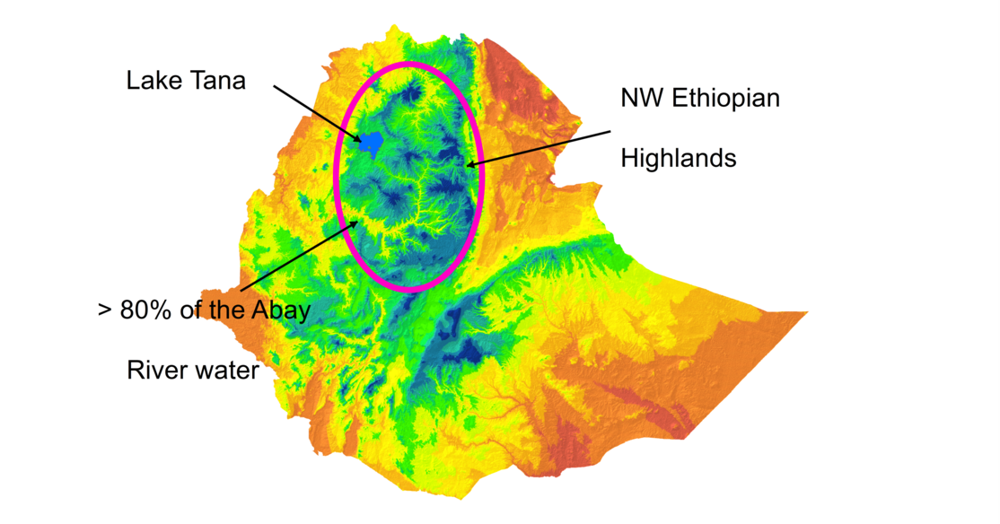 Lake Tana
NW Ethiopian
Highlands
> 80% of the Abay
River water